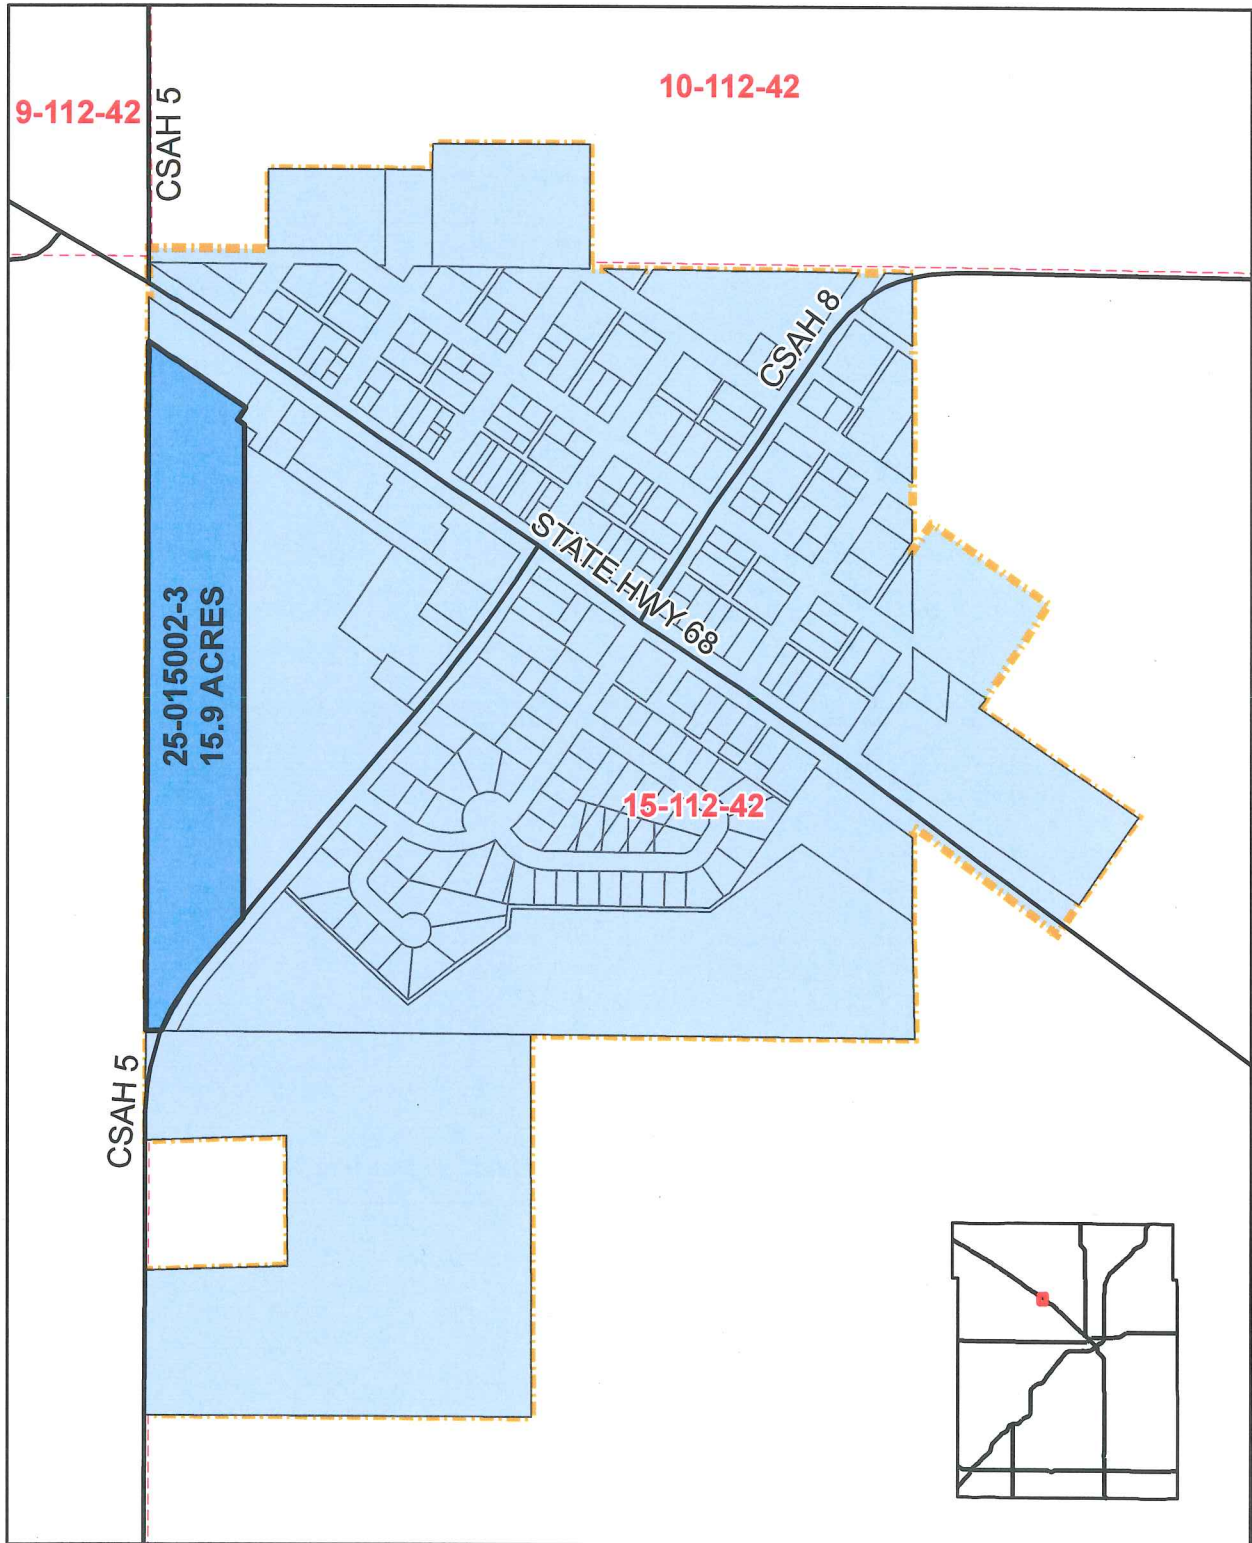 10-112-42
9-112-42
CSAH 5
CSAH 8
STATE HWY 68
25-015002-3
15.9 ACRES
15-112-42
CSAH 5